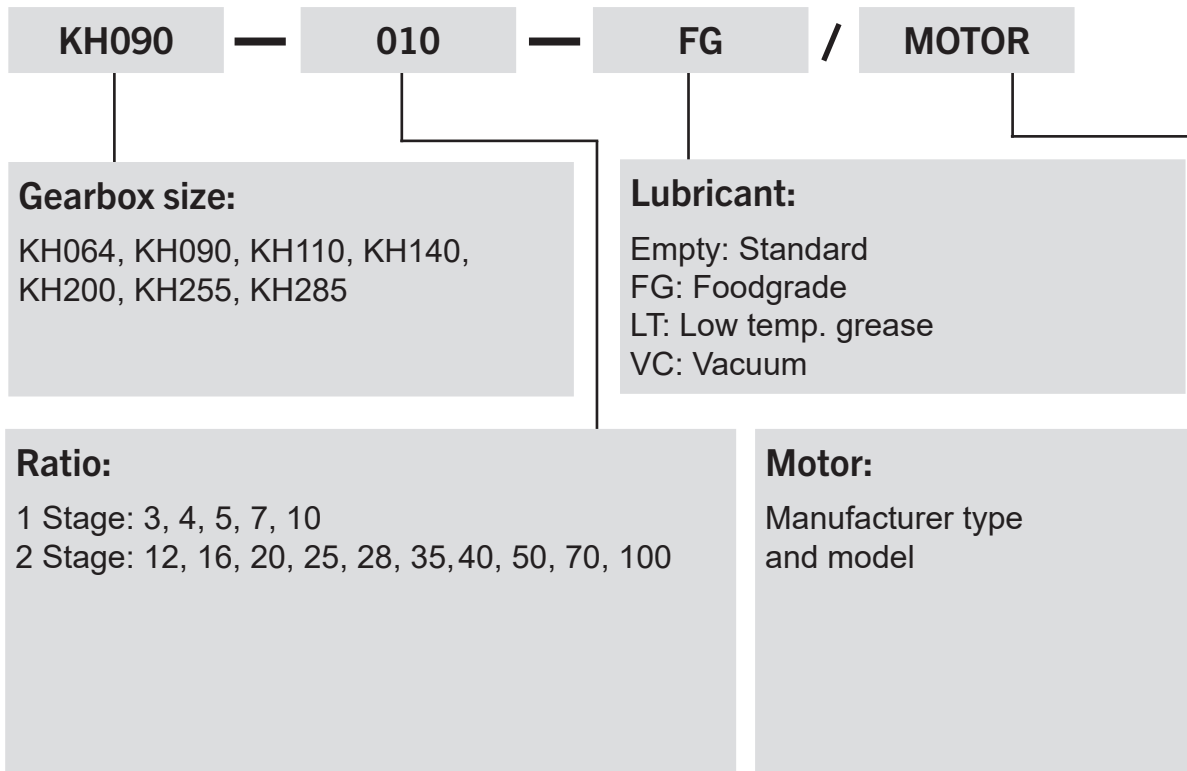 KH090 — 010 — FG / MOTOR
Gearbox size:
KH064, KH090, KH110, KH140,
KH200, KH255, KH285
Lubricant:
Empty: Standard
FG: Foodgrade
LT: Low temp. grease
VC: Vacuum
Ratio:
1 Stage: 3, 4, 5, 7, 10
2 Stage: 12, 16, 20, 25, 28, 35, 40, 50, 70, 100
Motor:
Manufacturer type
and model